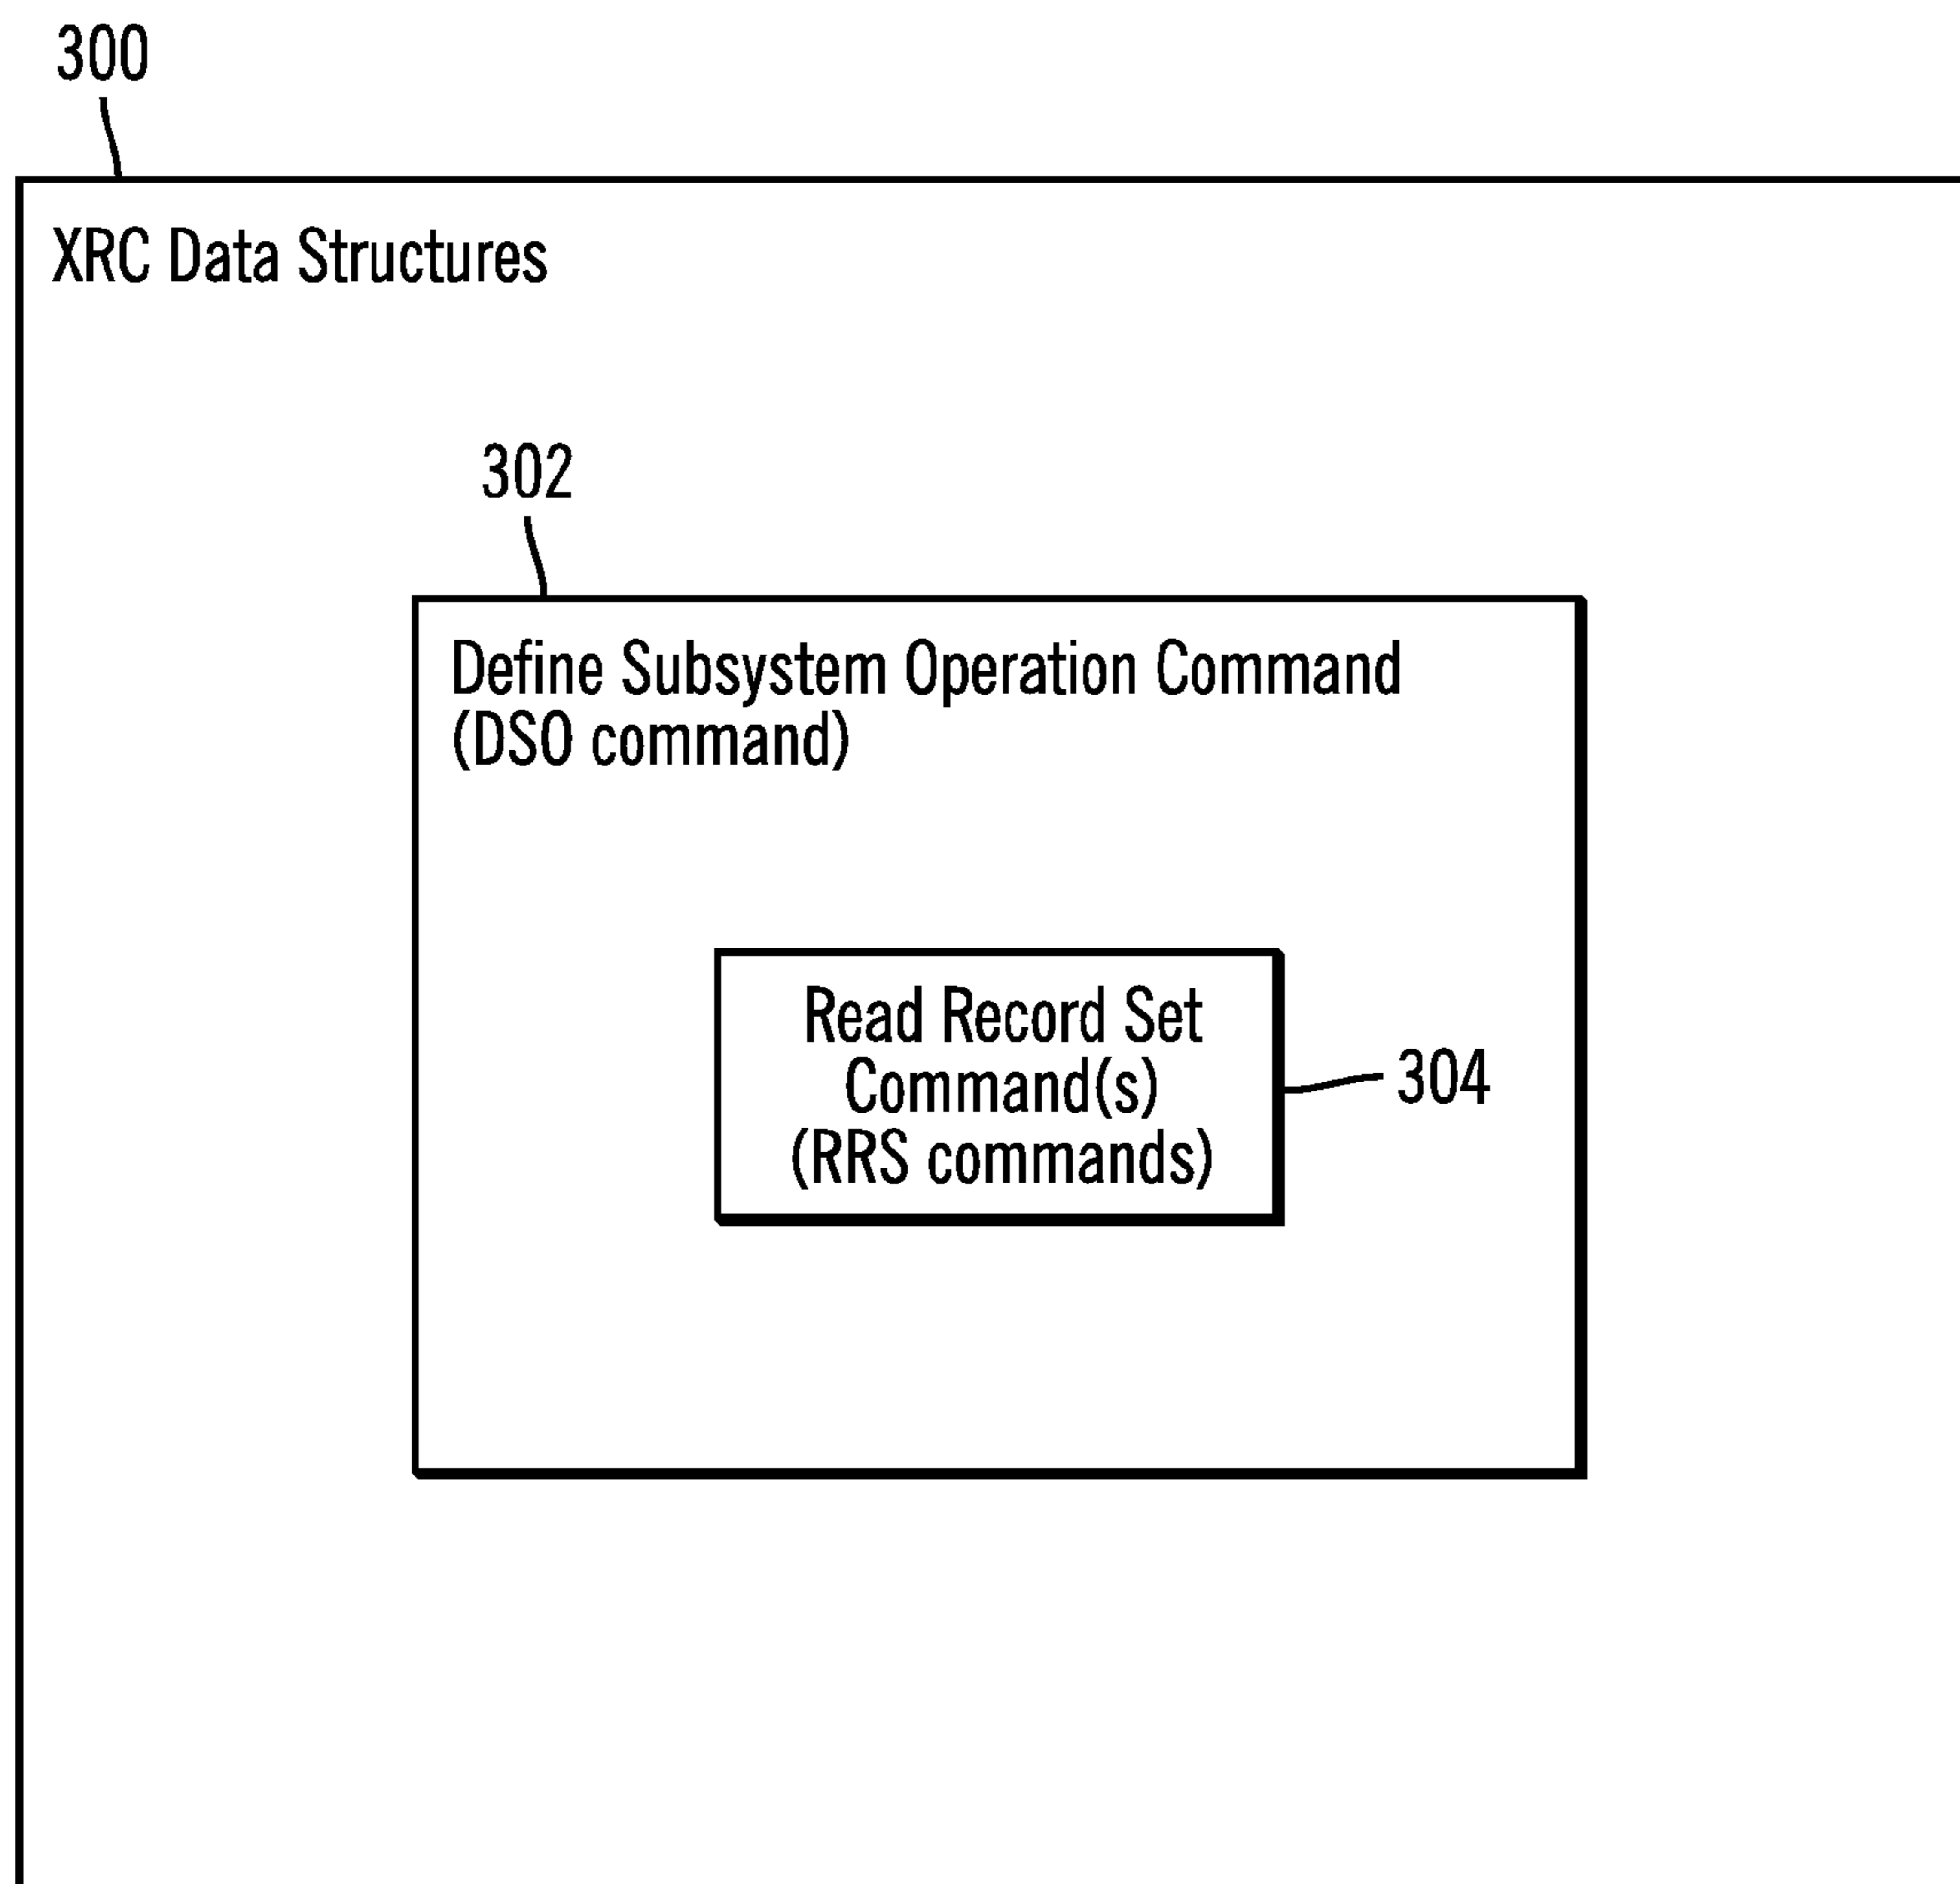 300
XRC Data Structures
302
Define Subsystem Operation Command
(DSO command)
Read Record Set
Command(s)
(RRS commands)
304